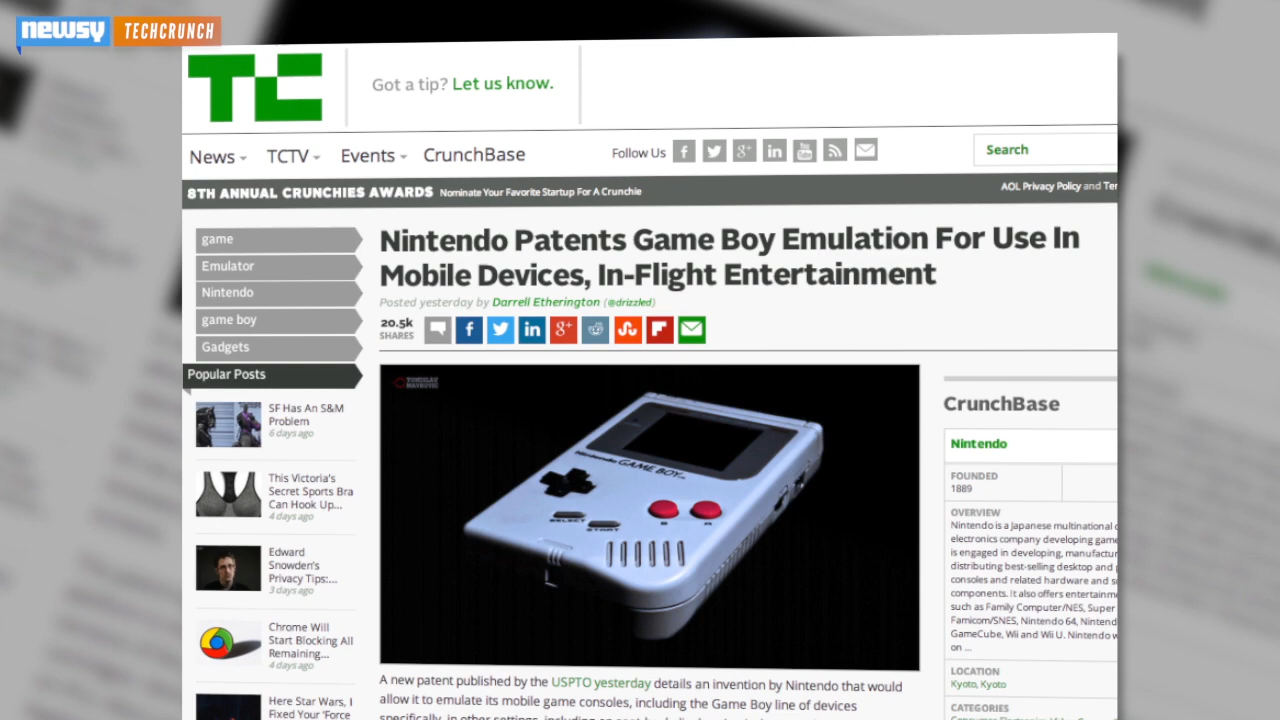 newsy TECHCRUNCH
TC
Got a tip? Let us know.
News TCTV Events CrunchBase
Follow Us
Search
8TH ANNUAL CRUNCHIES AWARDS Nominate Your Favorite Startup For A Crunchie
AOL Privacy Policy and Ter
game
Emulator
Nintendo
game boy
Gadgets
Popular Posts
SF Has An S&M
Problem
6 days ago
This Victoria's
Secret Sports Bra
Can Hook Up...
4 days ago
Edward
Snowden's
Privacy Tips:...
3 days ago
Chrome Will
Start Blocking All
Remaining...
4 days ago
Here Star Wars, I
Fixed Your 'Force
Nintendo Patents Game Boy Emulation For Use In
Mobile Devices, In-Flight Entertainment
Posted yesterday by Darrell Etherington (@drizzled)
20.5k
SHARES
TOMISLAV
Nintendo GAME BOY
SELECT
START
B A
A new patent published by the USPTO yesterday details an invention by Nintendo that would
allow it to emulate its mobile game consoles, including the Game Boy line of devices
CrunchBase
Nintendo
FOUNDED
1889
OVERVIEW
Nintendo is a Japanese multinational c
electronics company developing game
is engaged in developing, manufactur
distributing best-selling desktop and p
consoles and related hardware and s
components. It also offers entertainm
such as Family Computer/NES, Super
Famicom/SNES, Nintendo 64, Nintend
GameCube, Wii and Wii U. Nintendo w
on ...
LOCATION
Kyoto, Kyoto
CATEGORIES